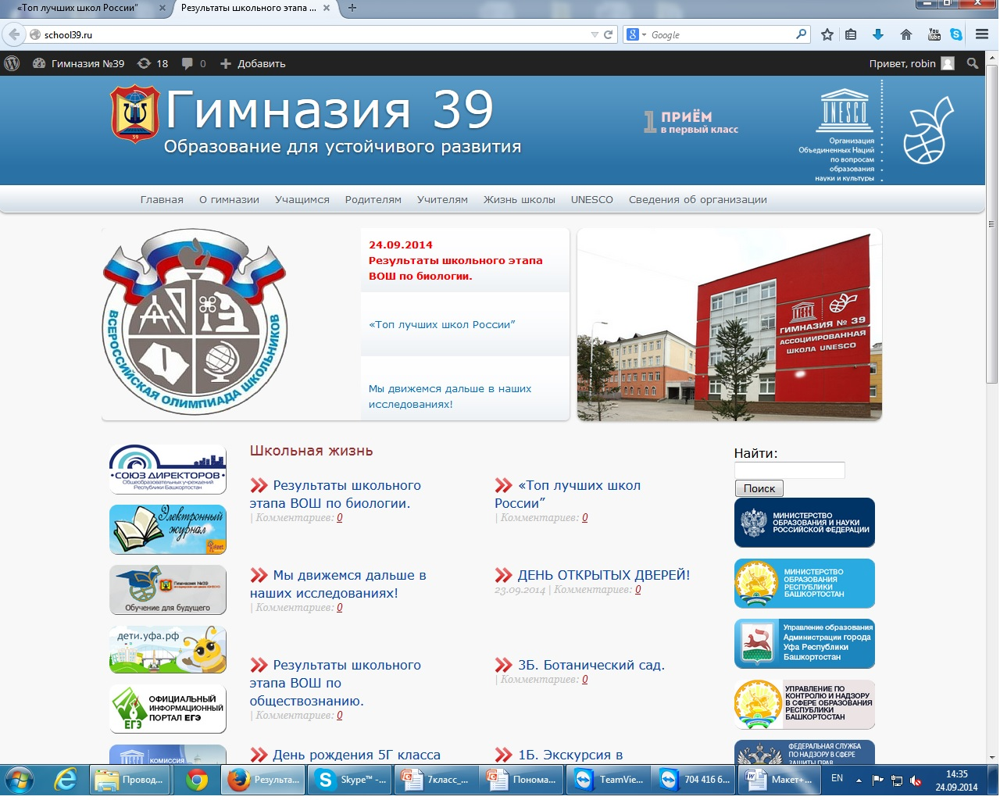 «Топ лучших школ России”
Результаты школьного этапа ...
school39.ru
Google
Гимназия №39
18
0
Добавить
Привет, robin
Гимназия 39
Образование для устойчивого развития
39
1 ПРИЁМ
в первый класс
UNESCO
Организация
Объединенных Наций
по вопросам
образования
науки и культуры
Главная
О гимназии
Учащимся
Родителям
Учителям
Жизнь школы
UNESCO
Сведения об организации
ВСЕРОССИЙСКАЯ ОЛИМПИАДА ШКОЛЬНИКОВ
24.09.2014
Результаты школьного этапа
ВОШ по биологии.
«Топ лучших школ России”
Мы движемся дальше в наших
исследованиях!
ГИМНАЗИЯ № 39
АССОЦИИРОВАННАЯ
ШКОЛА UNESCO
СОЮЗ ДИРЕКТОРОВ
Общеобразовательных учреждений
Республики Башкортостан
Электронный
журнал
Гимназия №39
Обучение для будущего
дети.уфа.рф
ОФИЦИАЛЬНЫЙ
ИНФОРМАЦИОННЫЙ
ПОРТАЛ ЕГЭ
ЕГЭ
КОМИССИЯ
Школьная жизнь
Результаты школьного
этапа ВОШ по биологии.
| Комментариев: 0
«Топ лучших школ
России”
| Комментариев: 0
Мы движемся дальше в
наших исследованиях!
| Комментариев: 0
ДЕНЬ ОТКРЫТЫХ ДВЕРЕЙ!
23.09.2014 | Комментариев: 0
Результаты школьного
этапа ВОШ по
обществознанию.
| Комментариев: 0
3Б. Ботанический сад.
| Комментариев: 0
День рождения 5Г класса
1Б. Экскурсия в
Найти:
Поиск
МИНИСТЕРСТВО
ОБРАЗОВАНИЯ И НАУКИ
РОССИЙСКОЙ ФЕДЕРАЦИИ
МИНИСТЕРСТВО
ОБРАЗОВАНИЯ
РЕСПУБЛИКИ
БАШКОРТОСТАН
Управление образования
Администрации города
Уфа Республики
Башкортостан
УПРАВЛЕНИЕ ПО
КОНТРОЛЮ И НАДЗОРУ
В СФЕРЕ ОБРАЗОВАНИЯ
РЕСПУБЛИКИ
БАШКОРТОСТАН
ФЕДЕРАЛЬНАЯ СЛУЖБА
ПО НАДЗОРУ В СФЕРЕ
ЗАЩИТЫ ПРАВ
Провод...
Результа...
Skype™ -...
7класс_...
Понома...
TeamVie...
704 416 6...
Макет+...
EN
14:35
24.09.2014